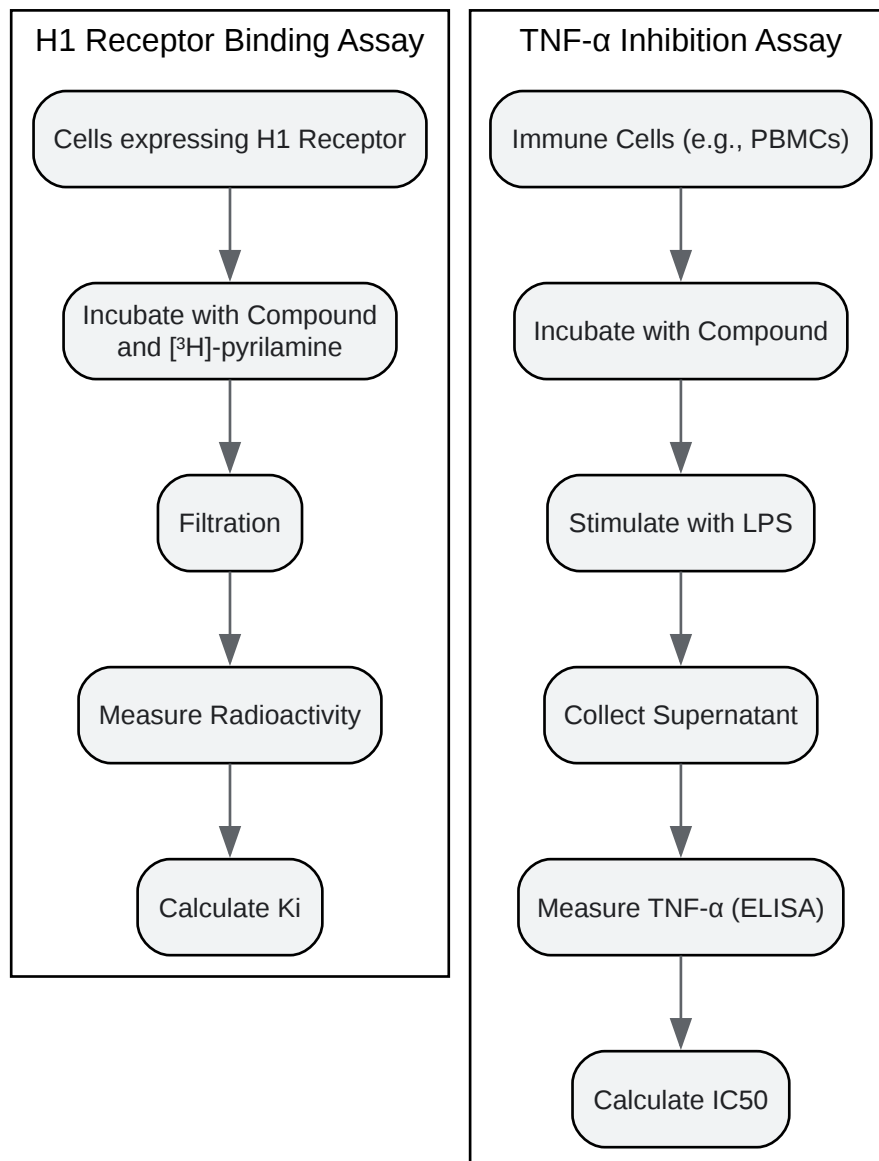 H1 Receptor Binding Assay
Cells expressing H1 Receptor
Incubate with Compound
and [³H]-pyrilamine
Filtration
Measure Radioactivity
Calculate Ki
TNF-α Inhibition Assay
Immune Cells (e.g., PBMCs)
Incubate with Compound
Stimulate with LPS
Collect Supernatant
Measure TNF-α (ELISA)
Calculate IC50